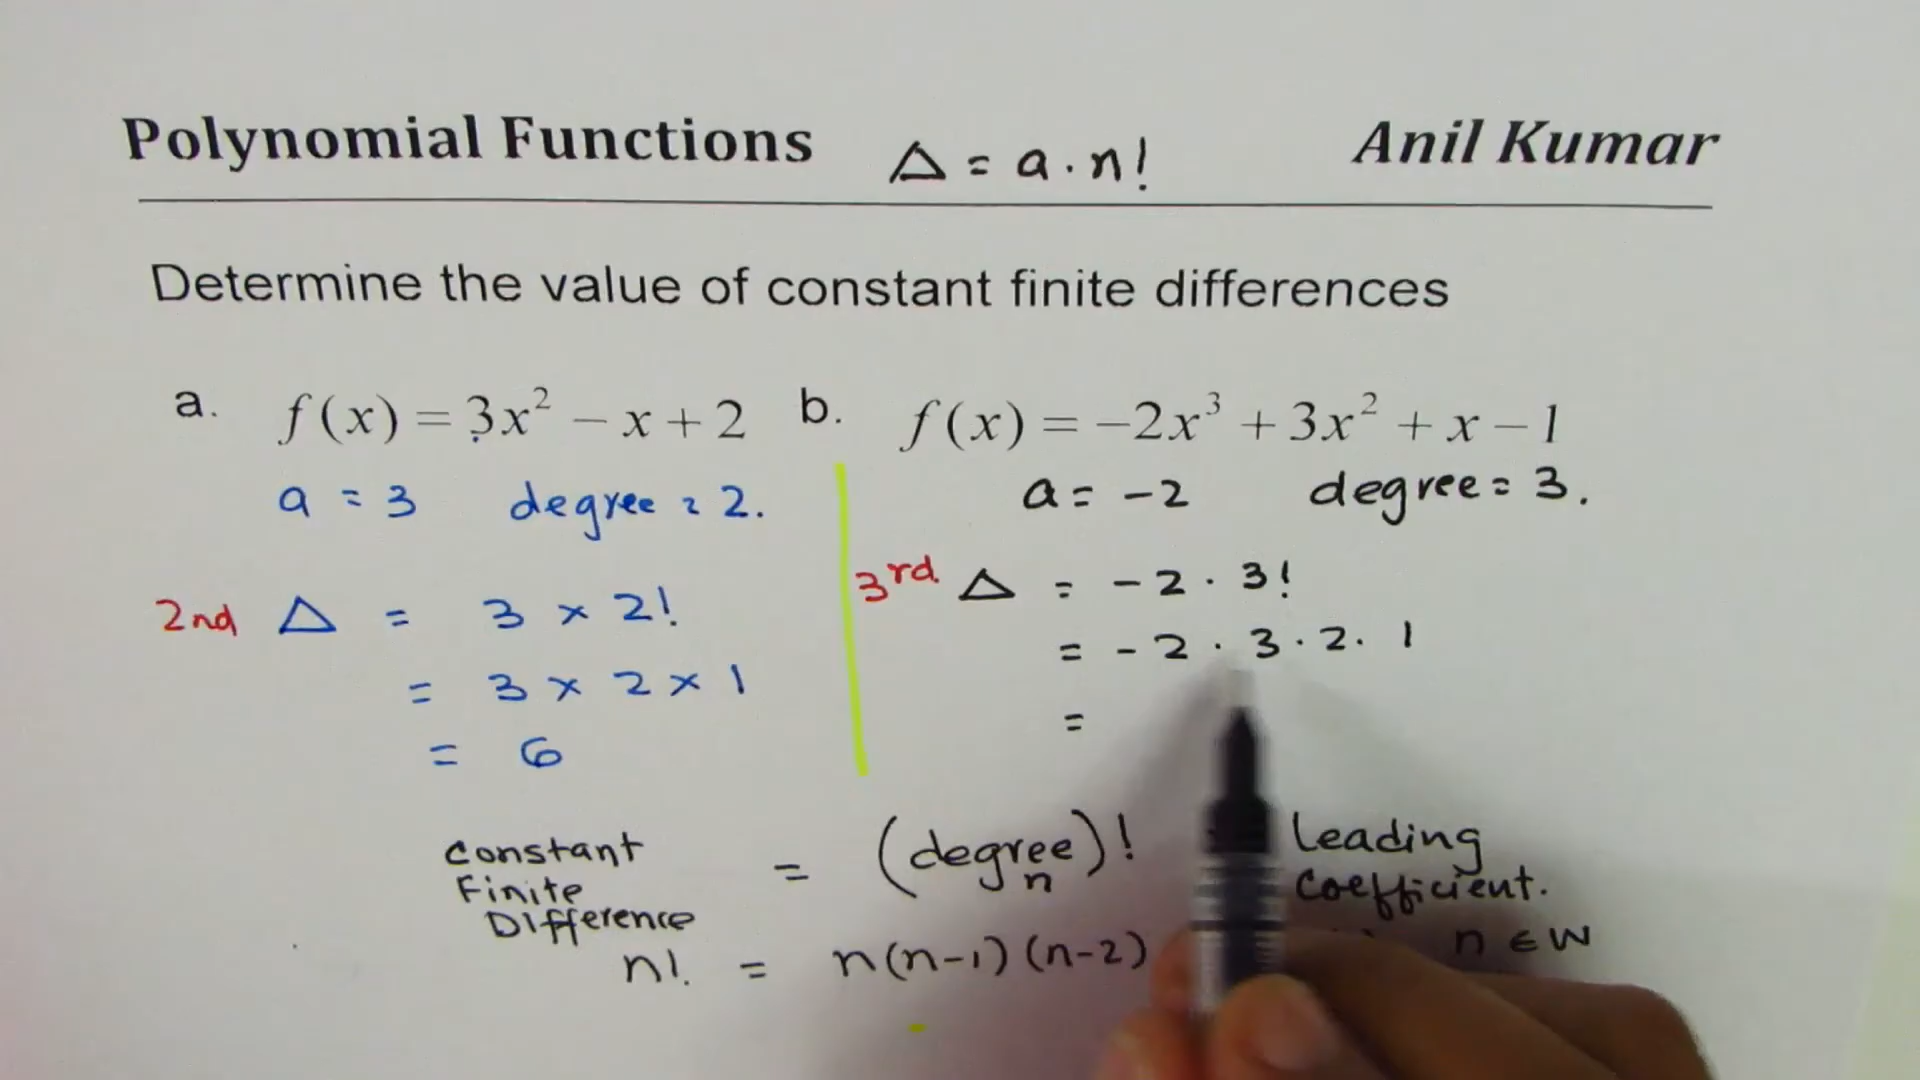 Polynomial Functions Δ = a · n! Anil Kumar
Determine the value of constant finite differences
a. f(x) = 3x² − x + 2 b. f(x) = −2x³ + 3x² + x − 1
a = 3 degree = 2. a = -2 degree = 3.
2nd Δ = 3 × 2!
= 3 × 2 × 1
= 6
3rd Δ = -2 · 3!
= -2 · 3 · 2 · 1
=
Constant Finite Difference = (degree)! Leading Coefficient.
n
n! = n(n-1)(n-2) n ∈ W